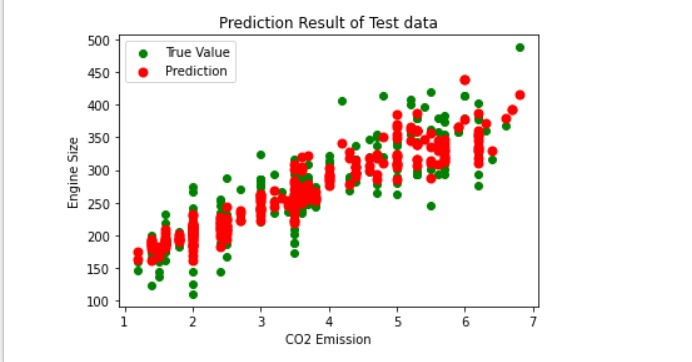 Prediction Result of Test data
500
450
400
350
300
250
200
150
100
Engine Size
True Value
Prediction
1 2 3 4 5 6 7
CO2 Emission